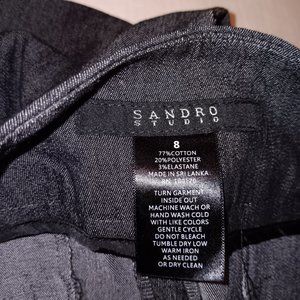 SANDRO
STUDIO
8
77%COTTON
20%POLYESTER
3%ELASTANE
MADE IN SRI LANKA
TURN GARMENT
INSIDE OUT
MACHINE WACH OR
HAND WASH COLD
WITH LIKE COLORS
GENTLE CYCLE
DO NOT BLEACH
TUMBLE DRY LOW
WARM IRON
AS NEEDED
OR DRY CLEAN